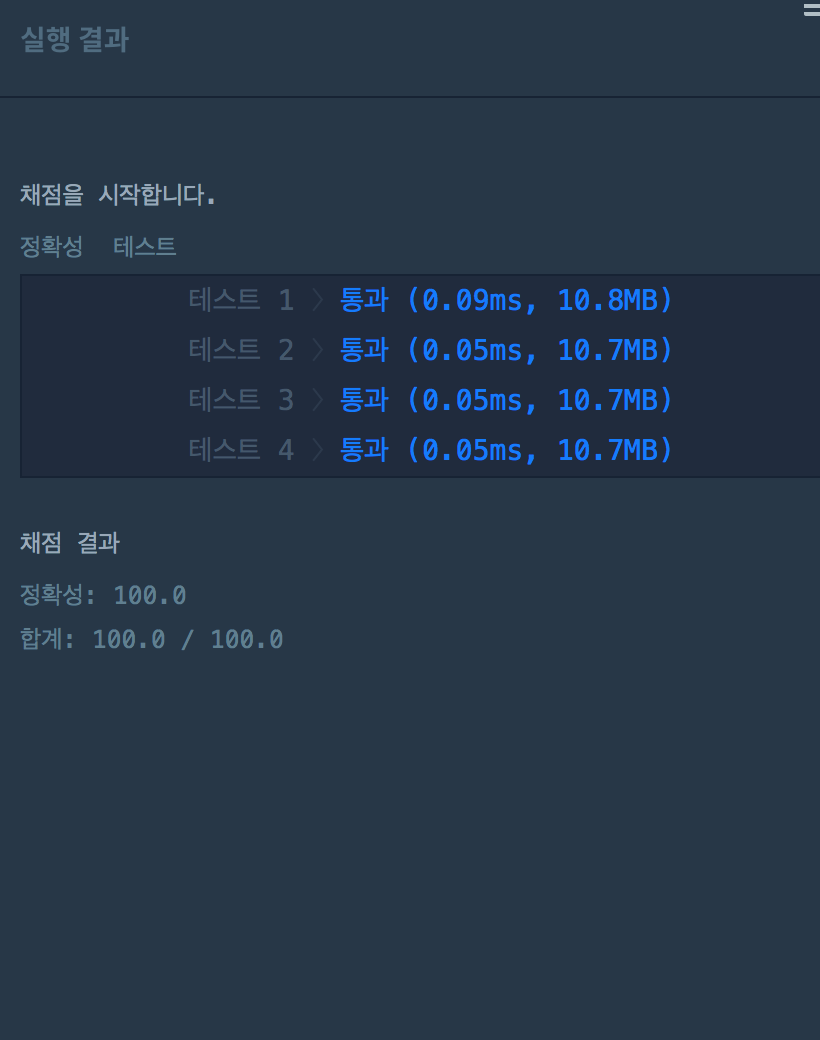 실행 결과
채점을 시작합니다.
정확성 테스트
테스트 1 〉 통과 (0.09ms, 10.8MB)
테스트 2 〉 통과 (0.05ms, 10.7MB)
테스트 3 〉 통과 (0.05ms, 10.7MB)
테스트 4 〉 통과 (0.05ms, 10.7MB)
채점 결과
정확성: 100.0
합계: 100.0 / 100.0